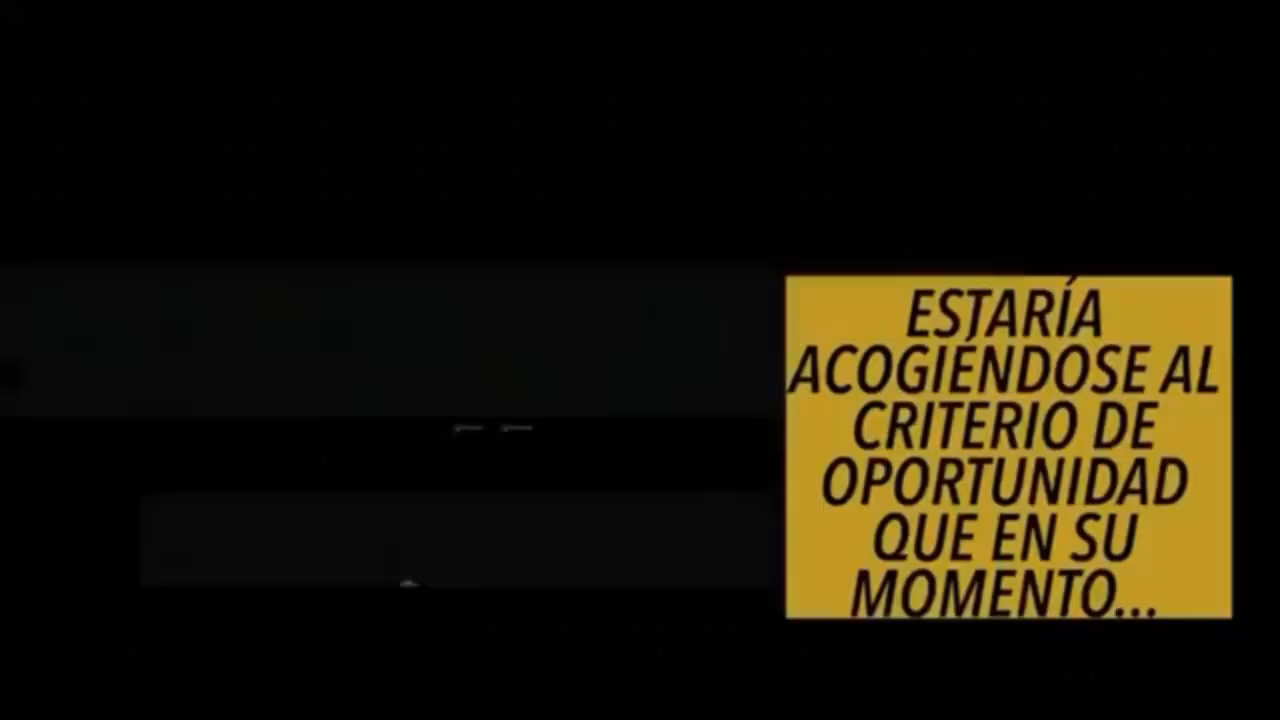 ESTARÍA
ACOGIÉNDOSE AL
CRITERIO DE
OPORTUNIDAD
QUE EN SU
MOMENTO...